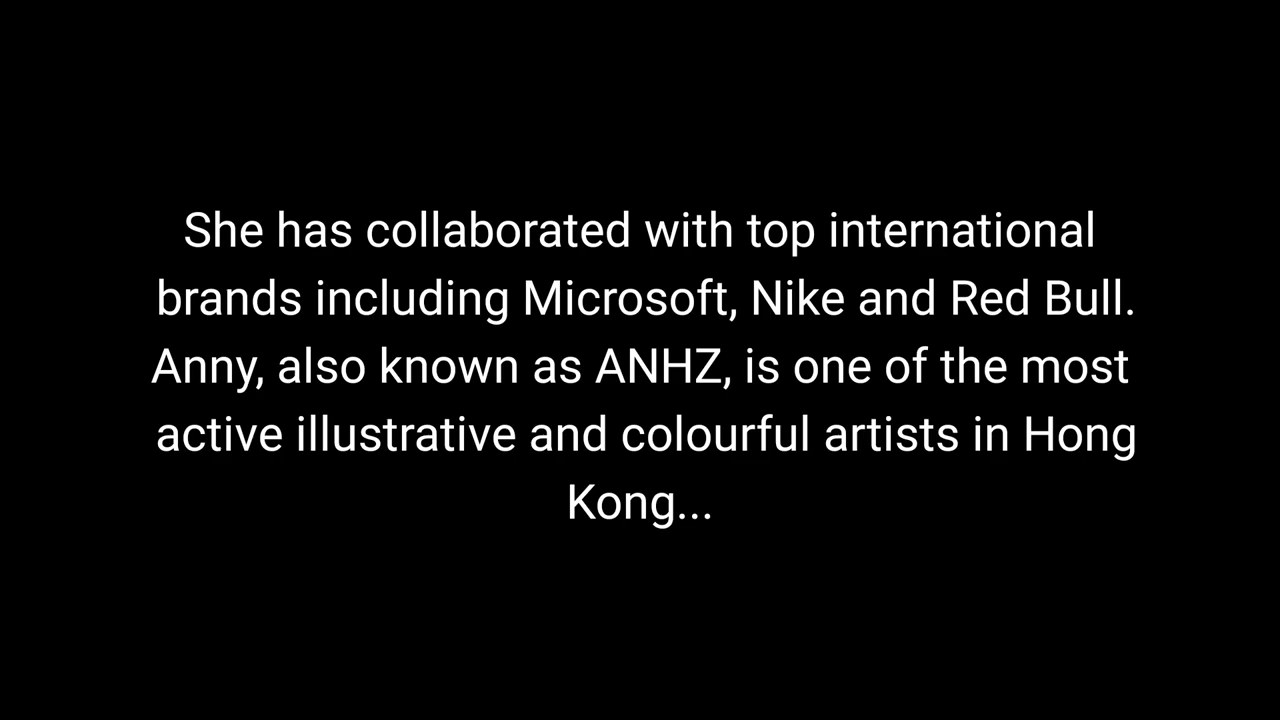 She has collaborated with top international
brands including Microsoft, Nike and Red Bull.
Anny, also known as ANHZ, is one of the most
active illustrative and colourful artists in Hong
Kong...